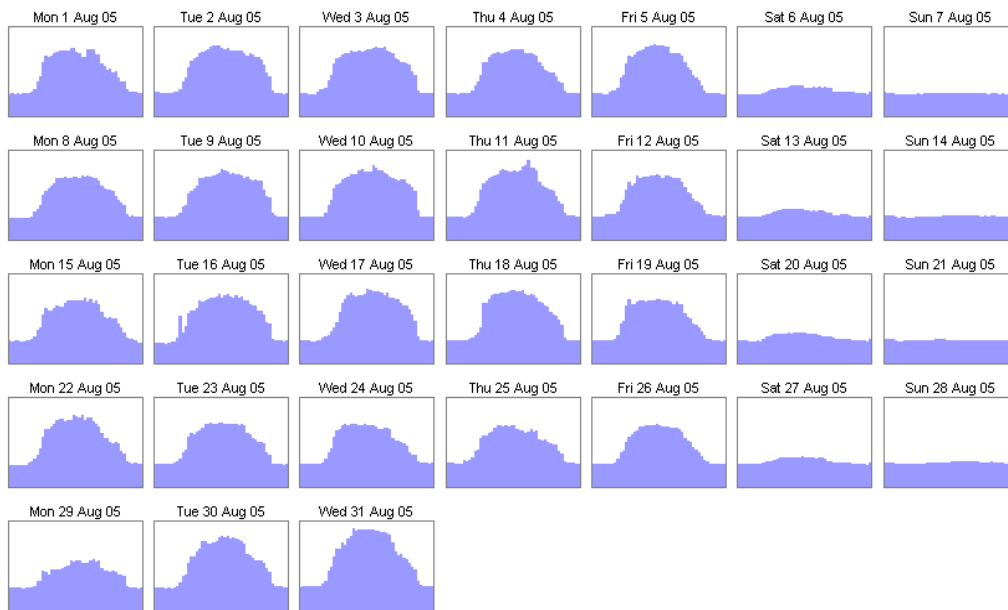 Mon 1 Aug 05 Tue 2 Aug 05 Wed 3 Aug 05 Thu 4 Aug 05 Fri 5 Aug 05 Sat 6 Aug 05 Sun 7 Aug 05
Mon 8 Aug 05 Tue 9 Aug 05 Wed 10 Aug 05 Thu 11 Aug 05 Fri 12 Aug 05 Sat 13 Aug 05 Sun 14 Aug 05
Mon 15 Aug 05 Tue 16 Aug 05 Wed 17 Aug 05 Thu 18 Aug 05 Fri 19 Aug 05 Sat 20 Aug 05 Sun 21 Aug 05
Mon 22 Aug 05 Tue 23 Aug 05 Wed 24 Aug 05 Thu 25 Aug 05 Fri 26 Aug 05 Sat 27 Aug 05 Sun 28 Aug 05
Mon 29 Aug 05 Tue 30 Aug 05 Wed 31 Aug 05